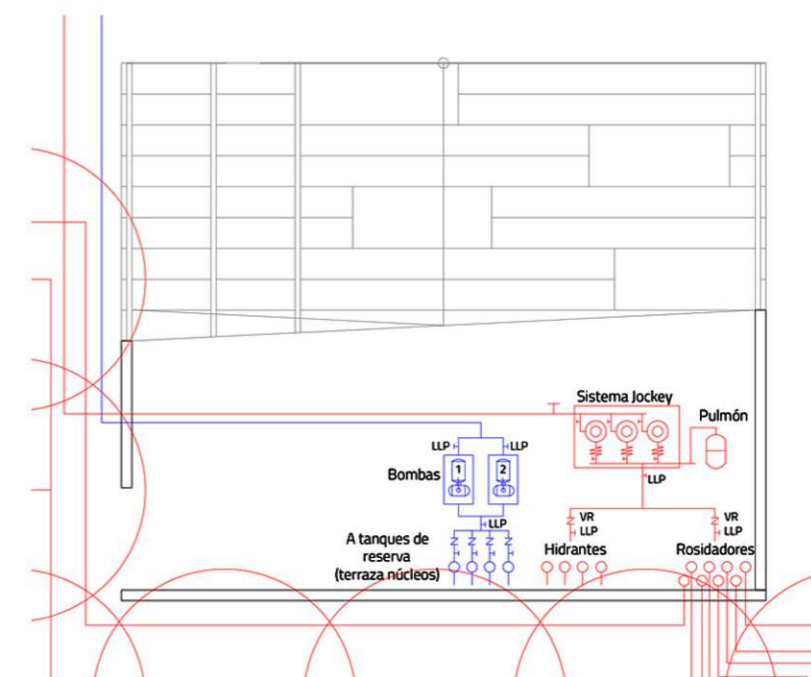 Sistema Jockey
Pulmón
LLP
LLP
Bombas
1
2
LLP
LLP
A tanques de
reserva
(terraza núcleos)
VR
LLP
Hidrantes
VR
LLP
Rosidadores